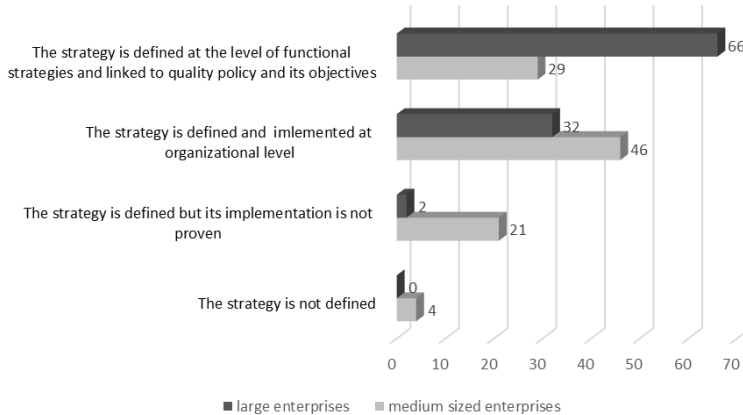 The strategy is defined at the level of functional
strategies and linked to quality policy and its objectives
66
29
The strategy is defined and imlemented at
organizational level
32
46
The strategy is defined but its implementation is not
proven
2
21
The strategy is not defined
0
4
0 10 20 30 40 50 60 70
large enterprises medium sized enterprises